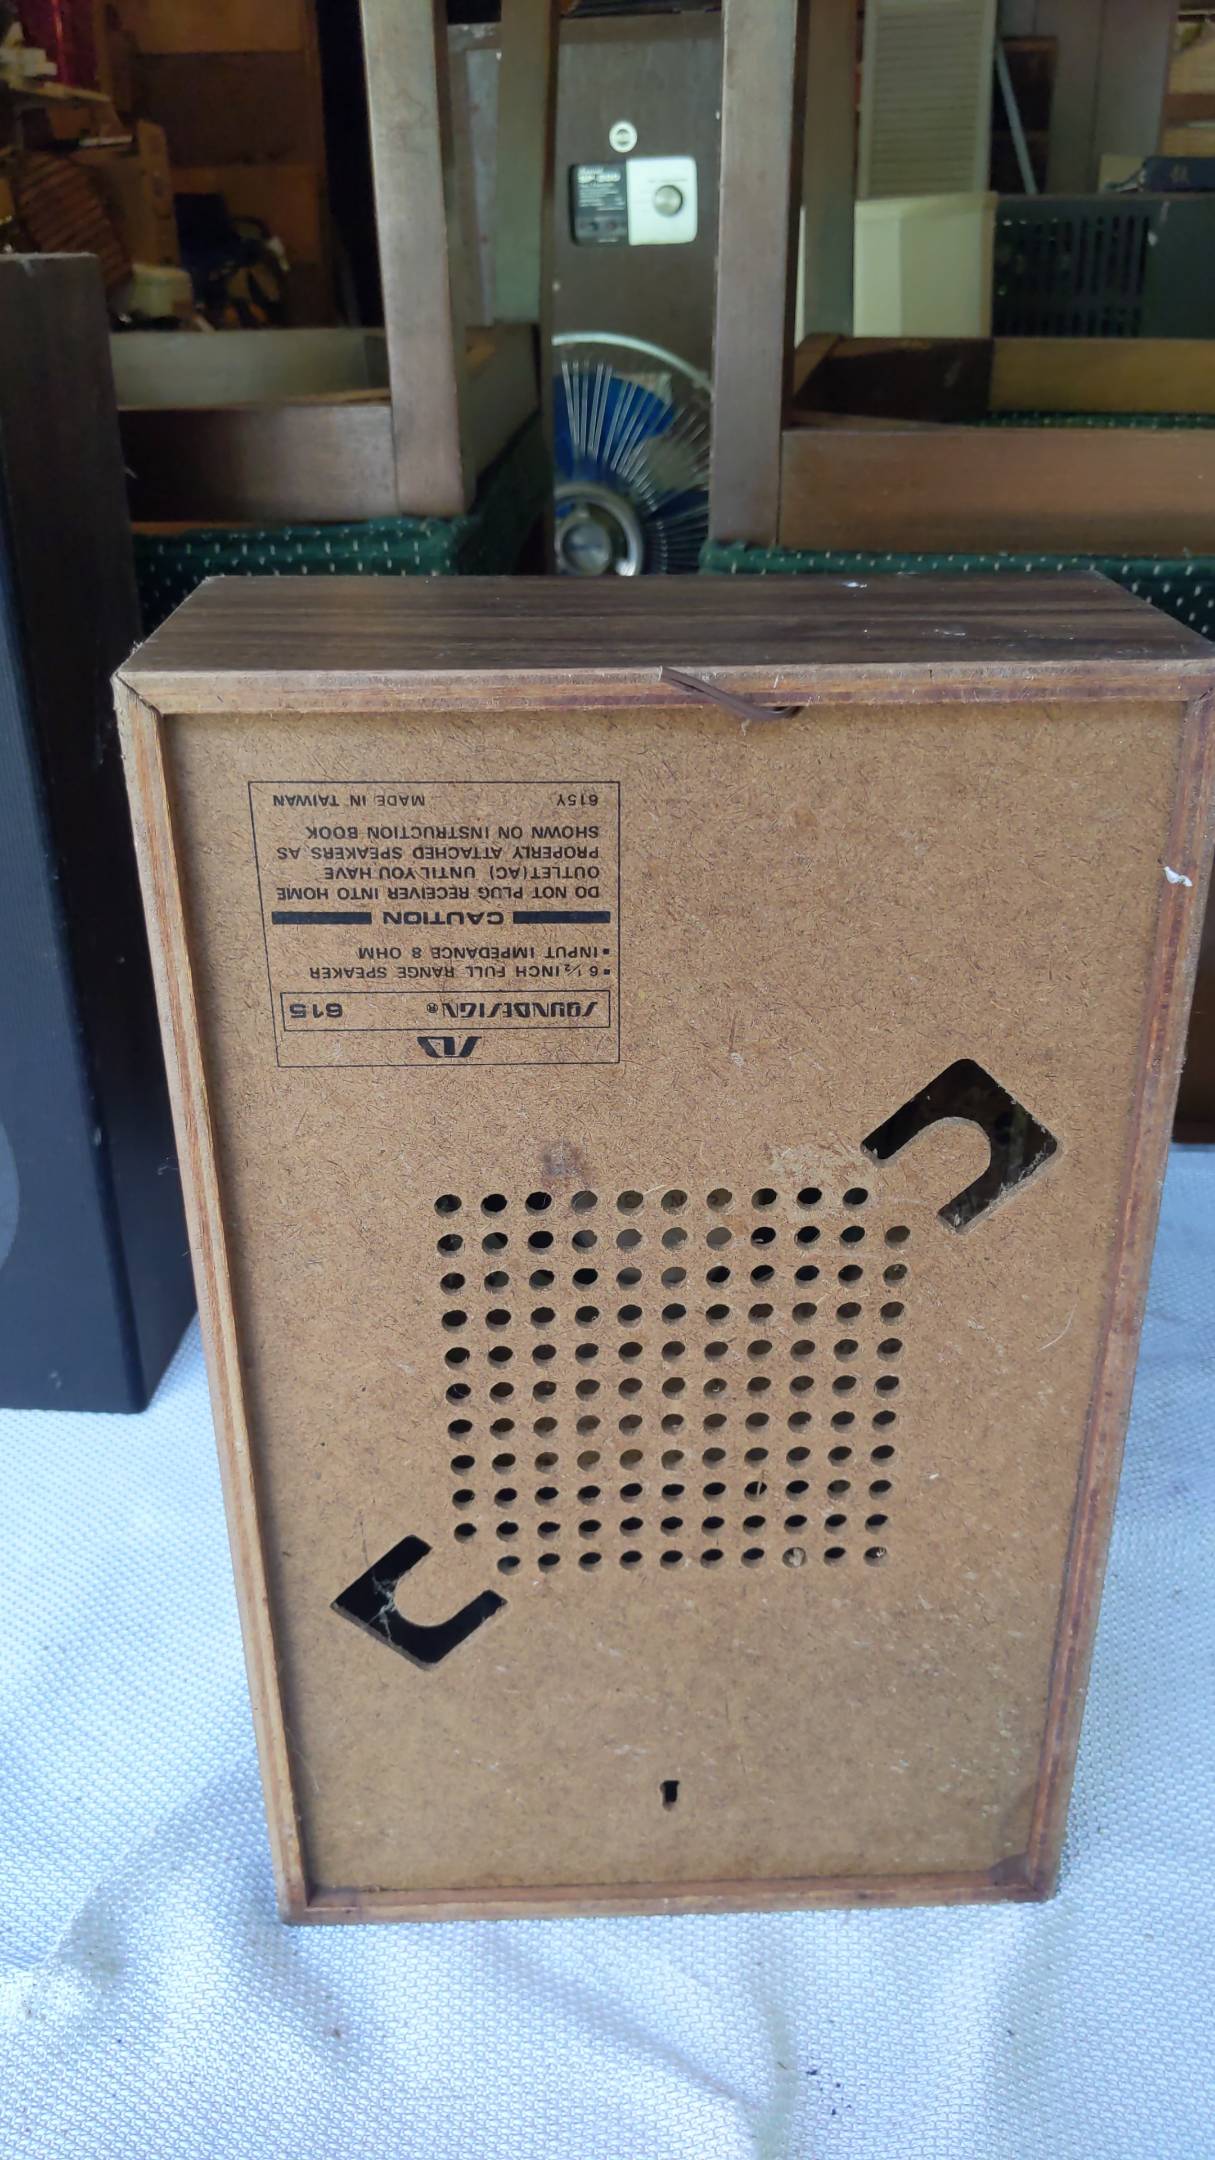 SD
SOUNDESIGN® 615
▪ 6 1/2 INCH FULL RANGE SPEAKER
▪ INPUT IMPEDANCE 8 OHM
CAUTION
DO NOT PLUG RECEIVER INTO HOME
OUTLET(AC) UNTIL YOU HAVE
PROPERLY ATTACHED SPEAKERS AS
SHOWN ON INSTRUCTION BOOK
615Y MADE IN TAIWAN